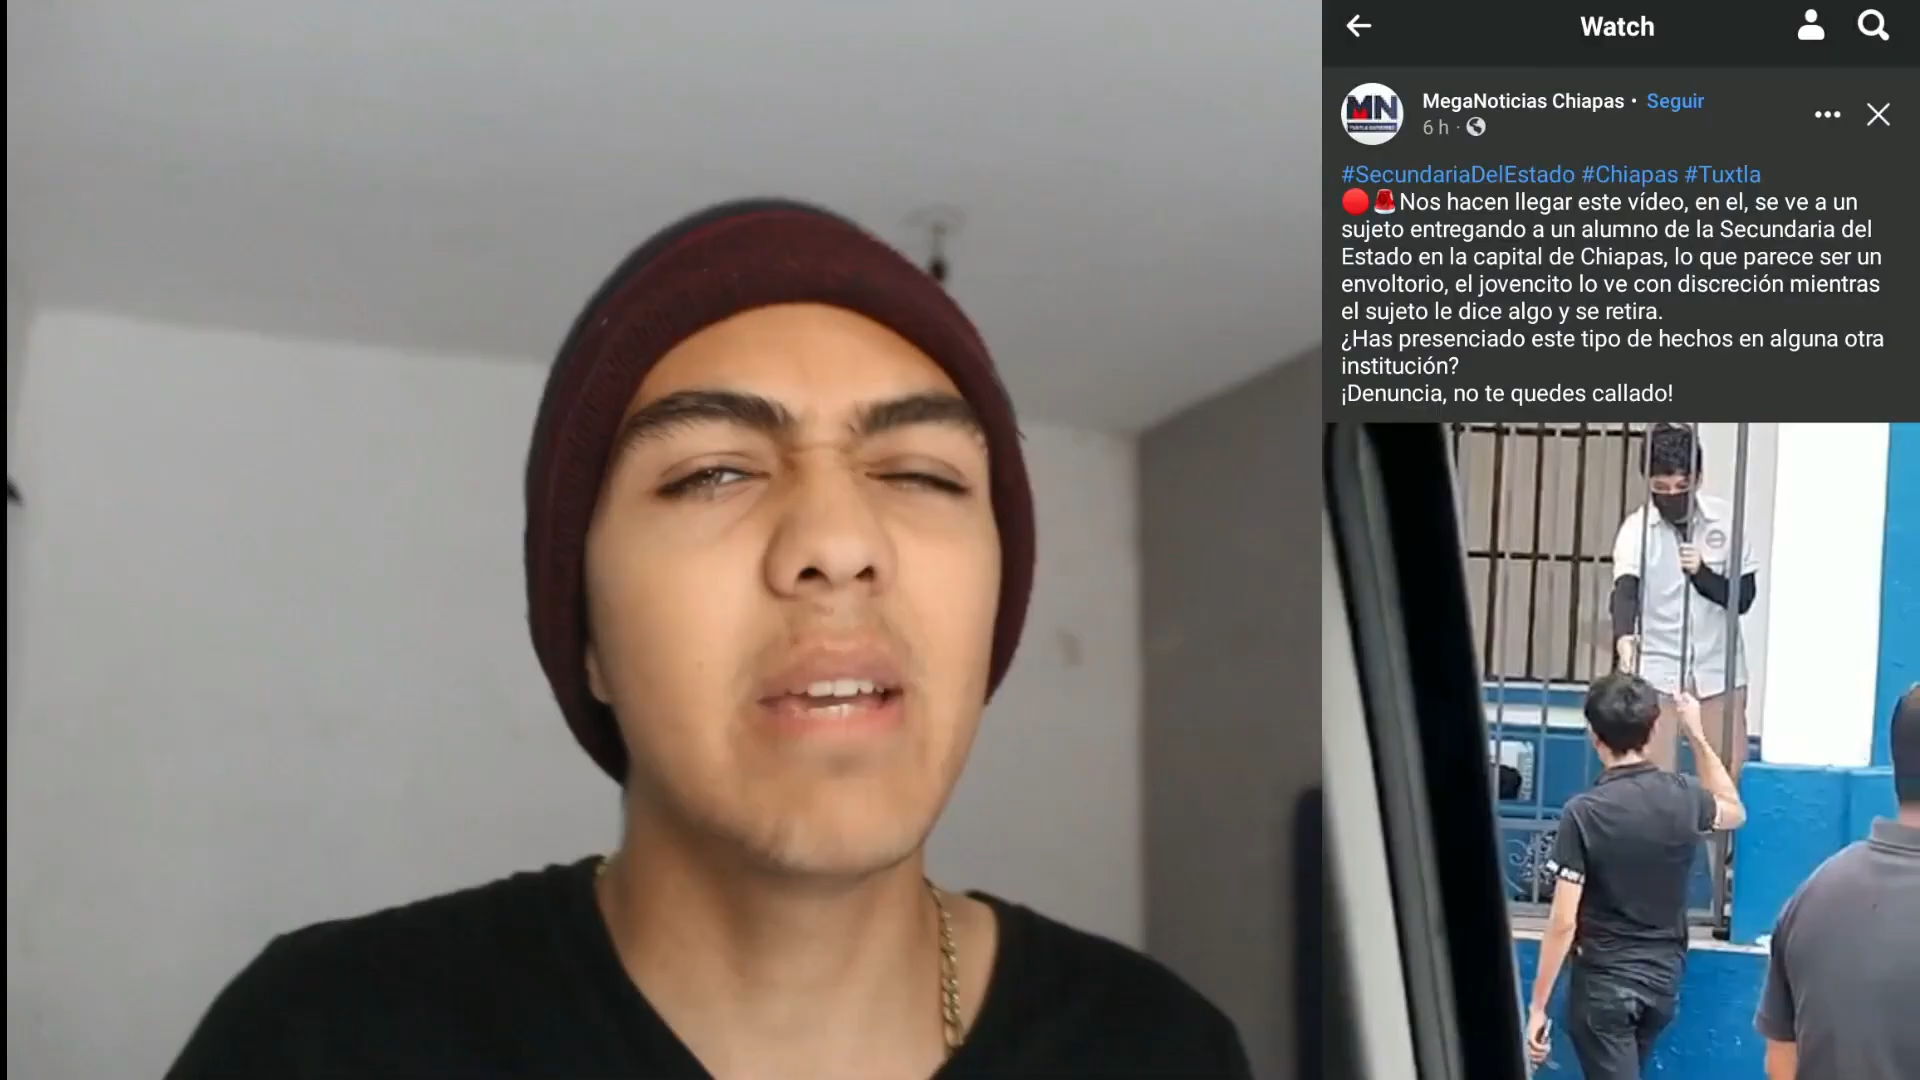 Watch
MN
MegaNoticias Chiapas • Seguir
6 h ·
#SecundariaDelEstado #Chiapas #Tuxtla
Nos hacen llegar este vídeo, en el, se ve a un
sujeto entregando a un alumno de la Secundaria del
Estado en la capital de Chiapas, lo que parece ser un
envoltorio, el jovencito lo ve con discreción mientras
el sujeto le dice algo y se retira.
¿Has presenciado este tipo de hechos en alguna otra
institución?
¡Denuncia, no te quedes callado!